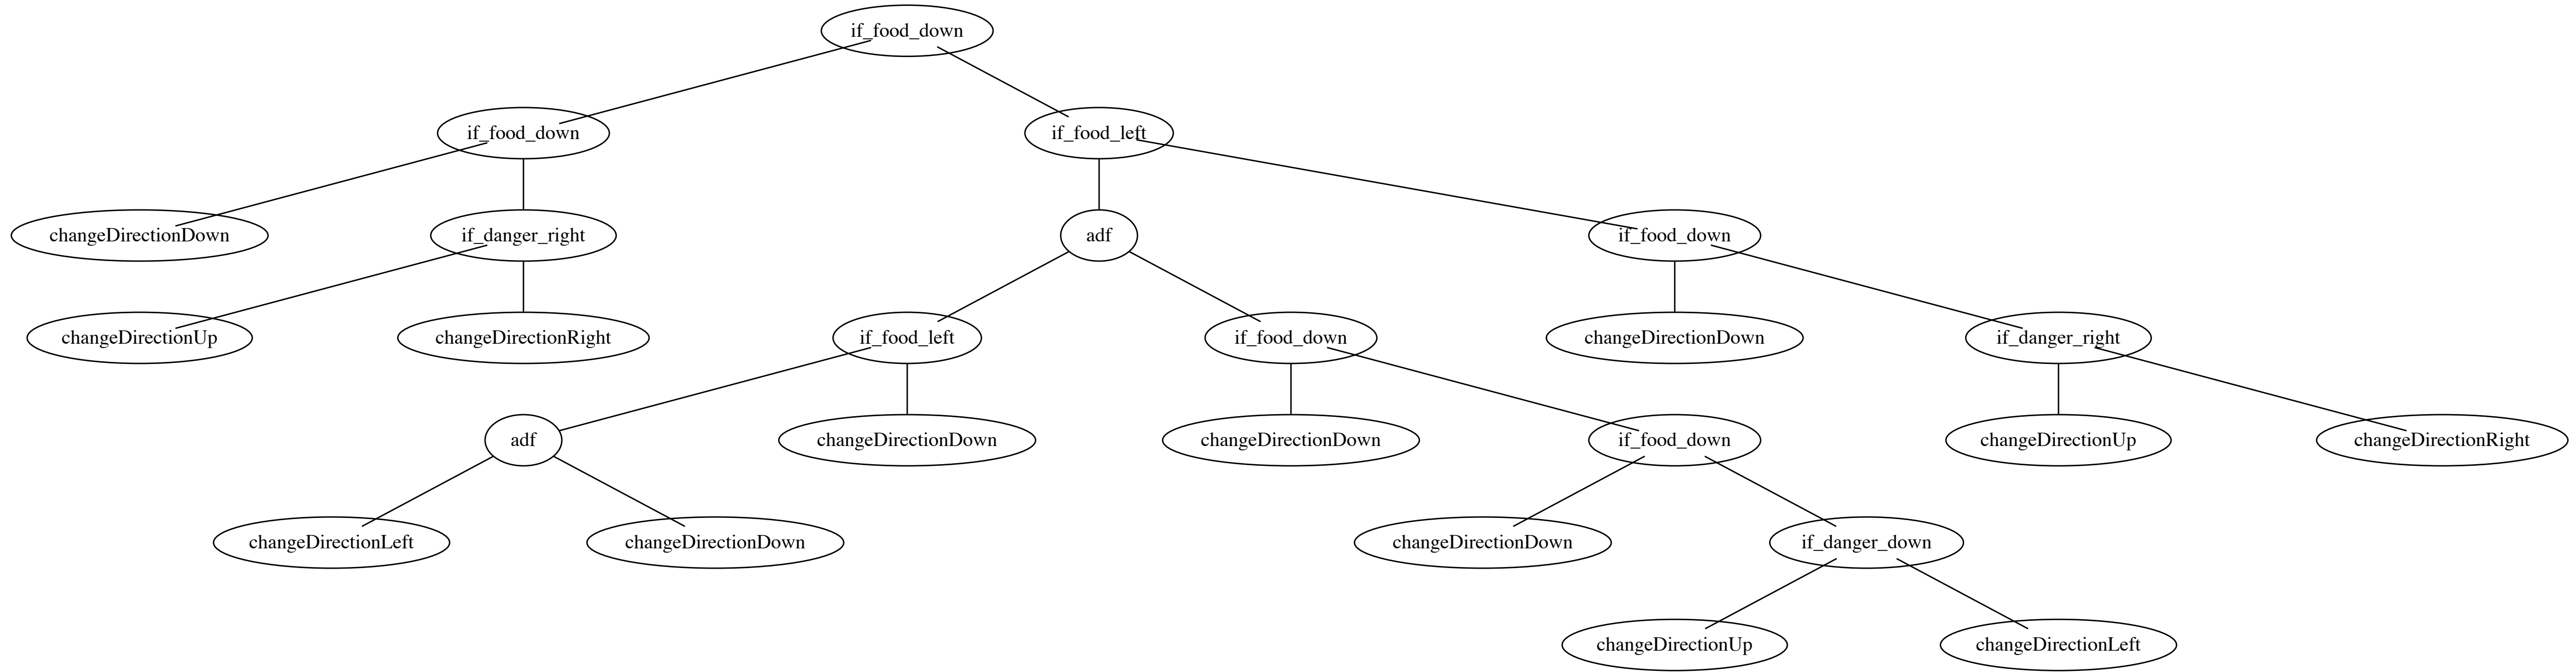 if_food_down
if_food_down
if_food_left
changeDirectionDown
if_danger_right
adf
if_food_down
changeDirectionUp
changeDirectionRight
if_food_left
if_food_down
changeDirectionDown
if_danger_right
adf
changeDirectionDown
changeDirectionDown
if_food_down
changeDirectionUp
changeDirectionRight
changeDirectionLeft
changeDirectionDown
changeDirectionDown
if_danger_down
changeDirectionUp
changeDirectionLeft